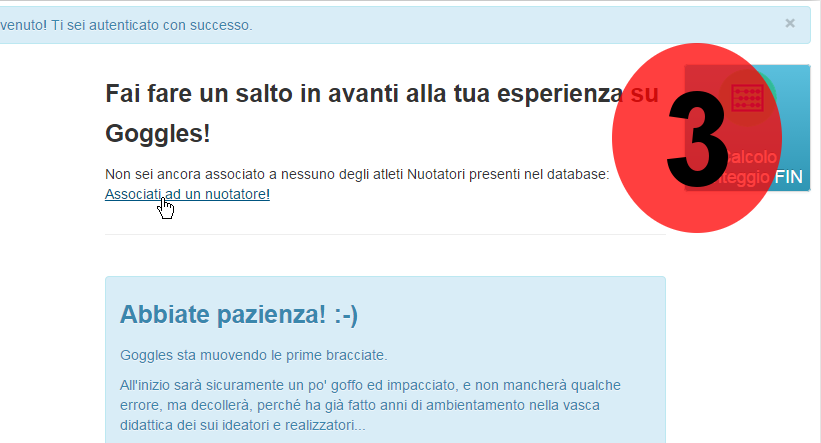 venuto! Ti sei autenticato con successo.
×
Fai fare un salto in avanti alla tua esperienza su
Goggles!
3
Calcolo
teggio FIN
Non sei ancora associato a nessuno degli atleti Nuotatori presenti nel database:
Associati ad un nuotatore!
Abbiate pazienza! :-)
Goggles sta muovendo le prime bracciate.
All'inizio sarà sicuramente un po' goffo ed impacciato, e non mancherà qualche
errore, ma decollerà, perché ha già fatto anni di ambientamento nella vasca
didattica dei sui ideatori e realizzatori...